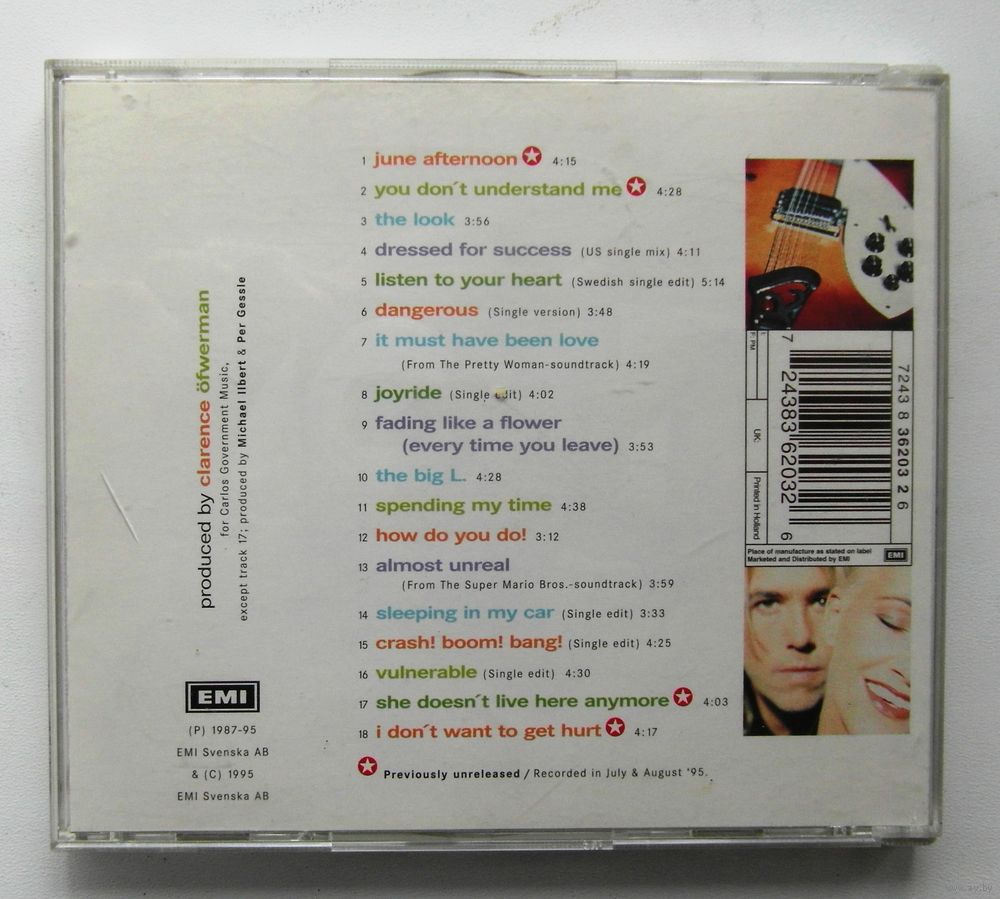 1 june afternoon 4:15
2 you don´t understand me 4:28
3 the look 3:56
4 dressed for success (US single mix) 4:11
5 listen to your heart (Swedish single edit) 5:14
6 dangerous (Single version) 3:48
7 it must have been love
(From The Pretty Woman-soundtrack) 4:19
8 joyride (Single edit) 4:02
9 fading like a flower
(every time you leave) 3:53
10 the big L. 4:28
11 spending my time 4:38
12 how do you do! 3:12
13 almost unreal
(From The Super Mario Bros.-soundtrack) 3:59
14 sleeping in my car (Single edit) 3:33
15 crash! boom! bang! (Single edit) 4:25
16 vulnerable (Single edit) 4:30
17 she doesn´t live here anymore 4:03
18 i don´t want to get hurt 4:17
Previously unreleased / Recorded in July & August '95.
produced by clarence öfwerman
for Carlos Government Music,
except track 17; produced by Michael Ilbert & Per Gessle
EMI
(P) 1987-95
EMI Svenska AB
& (C) 1995
EMI Svenska AB
7243 8 36203 2 6
7 24383 62032 6
F: PM
UK:
Printed in Holland
Place of manufacture as stated on label
Marketed and Distributed by EMI
EMI
www.ay.by